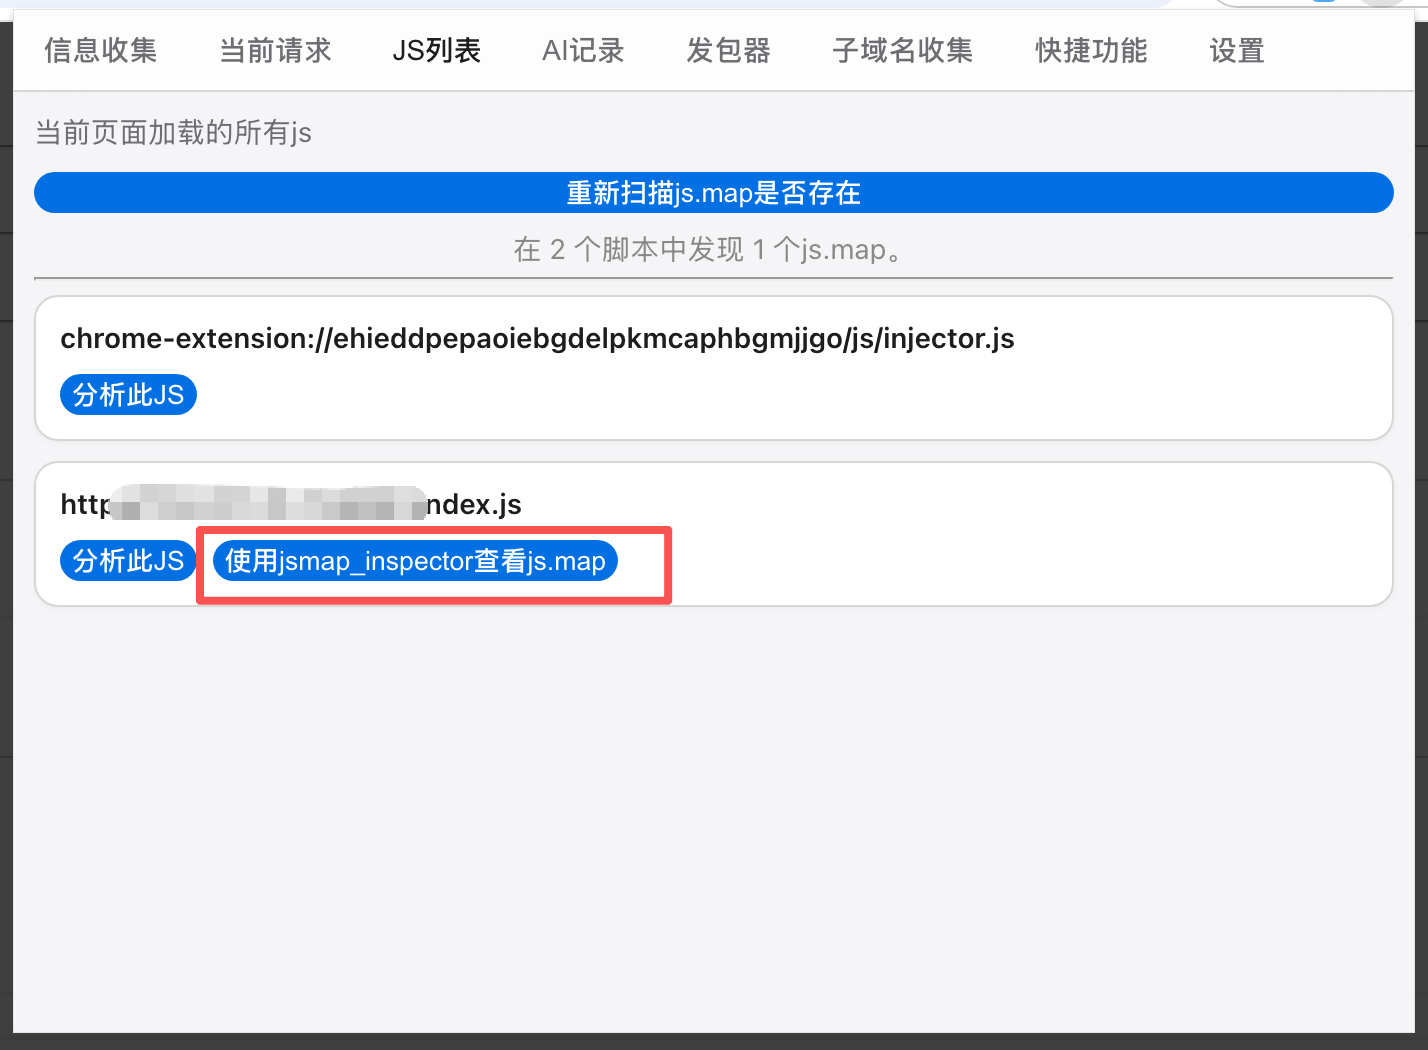 信息收集 当前请求 JS列表 AI记录 发包器 子域名收集 快捷功能 设置
当前页面加载的所有js
重新扫描js.map是否存在
在 2 个脚本中发现 1 个js.map。
chrome-extension://ehieddpepaoiebgdelpkmcaphbgmjjgo/js/injector.js
分析此JS
http ndex.js
分析此JS 使用jsmap_inspector查看js.map